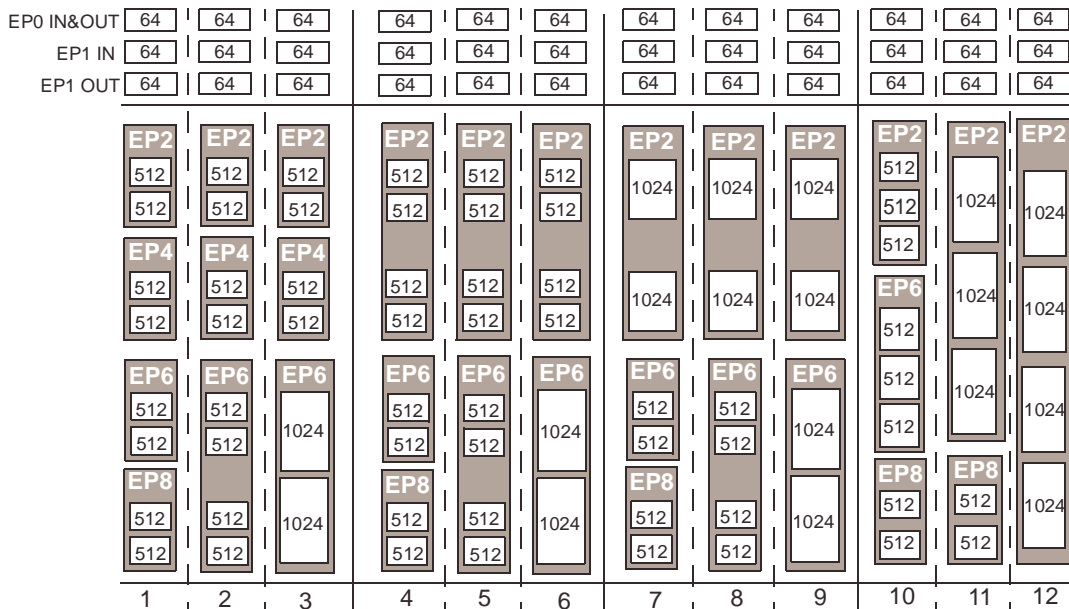 EP0 IN&OUT 64 64 64 64 64 64 64 64 64 64 64 64
EP1 IN 64 64 64 64 64 64 64 64 64 64 64 64
EP1 OUT 64 64 64 64 64 64 64 64 64 64 64 64
EP2 EP2 EP2 EP2 EP2 EP2 EP2 EP2 EP2 EP2 EP2 EP2
512 512 512 512 512 512 1024 1024 1024 512 1024 1024
512 512 512 512 512 512 512
EP4 EP4 EP4 512
512 512 512 512 512 512 1024 1024 1024 EP6 1024 1024
512 512 512 512 512 512 512
EP6 EP6 EP6 EP6 EP6 EP6 EP6 EP6 EP6 512 1024 1024
512 512 1024 512 512 1024 512 512 1024 512
512 512 512 512 512 512
EP8 EP8 EP8 EP8 EP8
512 512 1024 512 512 1024 512 512 1024 512 512 1024
512 512 512 512 512 512 512 512
1 2 3 4 5 6 7 8 9 10 11 12